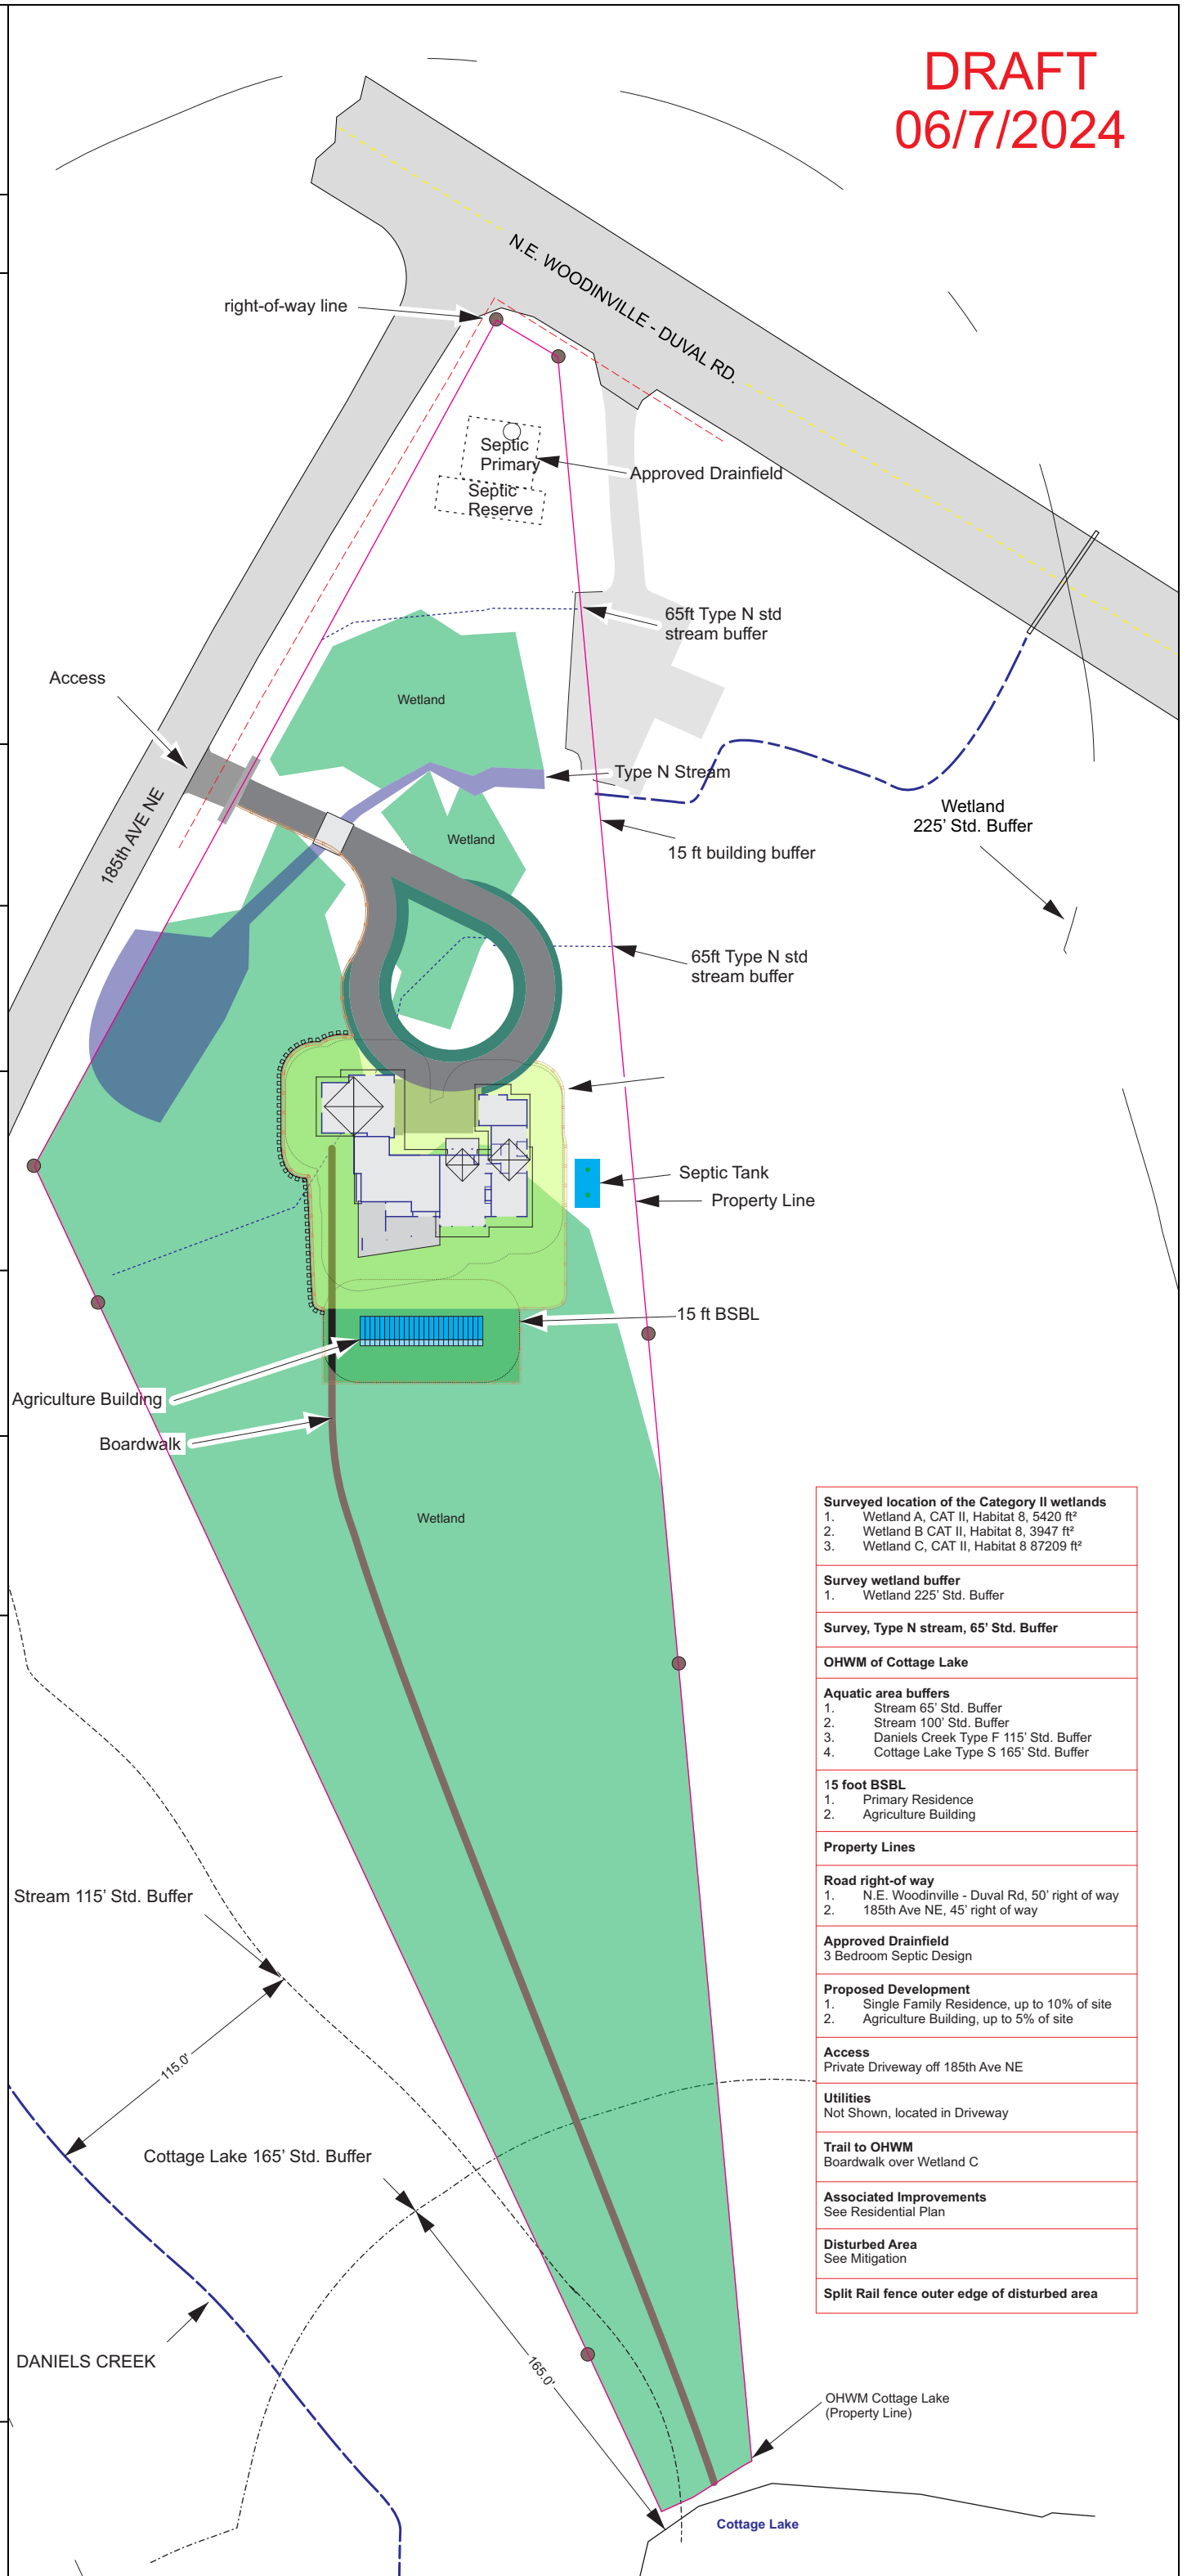 DRAFT
06/7/2024
N.E. WOODINVILLE - DUVAL RD.
right-of-way line
Septic
Primary
Approved Drainfield
Septic
Reserve
65ft Type N std
stream buffer
Access
Wetland
Type N Stream
185th AVE NE
Wetland
Wetland
225' Std. Buffer
15 ft building buffer
65ft Type N std
stream buffer
Septic Tank
Property Line
15 ft BSBL
Agriculture Building
Boardwalk
Wetland
Surveyed location of the Category II wetlands
1. Wetland A, CAT II, Habitat 8, 5420 ft²
2. Wetland B CAT II, Habitat 8, 3947 ft²
3. Wetland C, CAT II, Habitat 8 87209 ft²
Survey wetland buffer
1. Wetland 225' Std. Buffer
Survey, Type N stream, 65' Std. Buffer
OHWM of Cottage Lake
Aquatic area buffers
1. Stream 65' Std. Buffer
2. Stream 100' Std. Buffer
3. Daniels Creek Type F 115' Std. Buffer
4. Cottage Lake Type S 165' Std. Buffer
15 foot BSBL
1. Primary Residence
2. Agriculture Building
Property Lines
Road right-of way
1. N.E. Woodinville - Duval Rd, 50' right of way
2. 185th Ave NE, 45' right of way
Approved Drainfield
3 Bedroom Septic Design
Proposed Development
1. Single Family Residence, up to 10% of site
2. Agriculture Building, up to 5% of site
Access
Private Driveway off 185th Ave NE
Utilities
Not Shown, located in Driveway
Trail to OHWM
Boardwalk over Wetland C
Associated Improvements
See Residential Plan
Disturbed Area
See Mitigation
Split Rail fence outer edge of disturbed area
Stream 115' Std. Buffer
115.0'
Cottage Lake 165' Std. Buffer
DANIELS CREEK
165.0'
OHWM Cottage Lake
(Property Line)
Cottage Lake